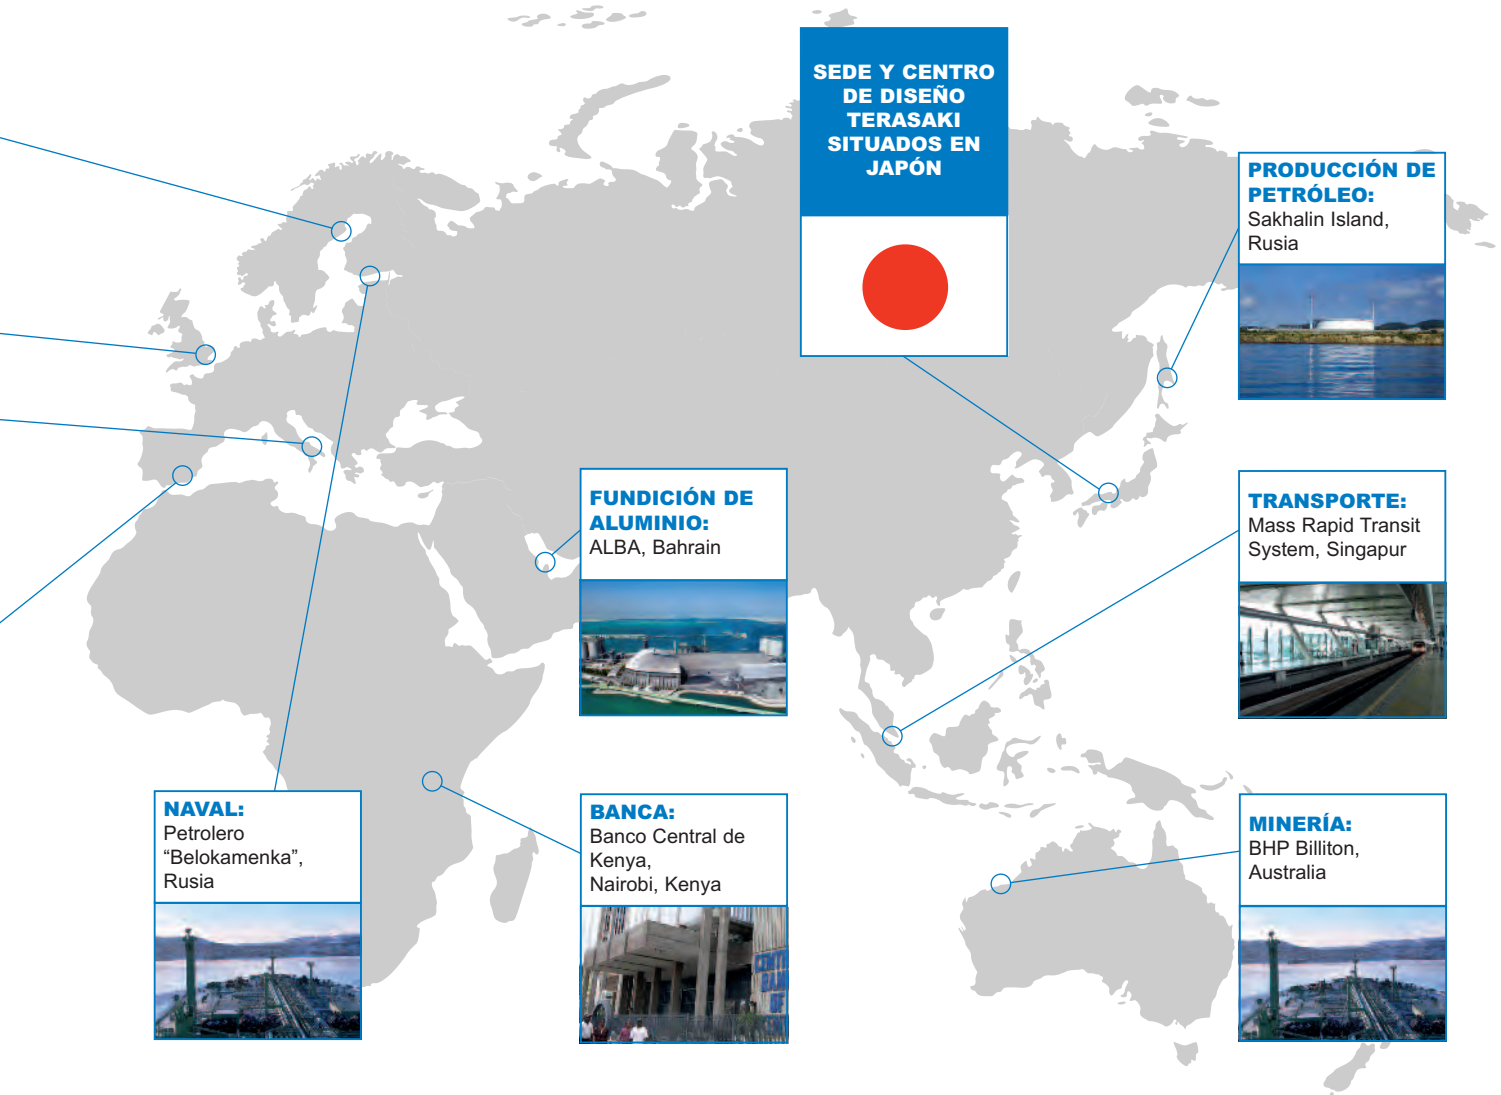 SEDE Y CENTRO
DE DISEÑO
TERASAKI
SITUADOS EN
JAPÓN
PRODUCCIÓN DE
PETRÓLEO:
Sakhalin Island,
Rusia
FUNDICIÓN DE
ALUMINIO:
ALBA, Bahrain
TRANSPORTE:
Mass Rapid Transit
System, Singapur
NAVAL:
Petrolero
“Belokamenka”,
Rusia
BANCA:
Banco Central de
Kenya,
Nairobi, Kenya
MINERÍA:
BHP Billiton,
Australia